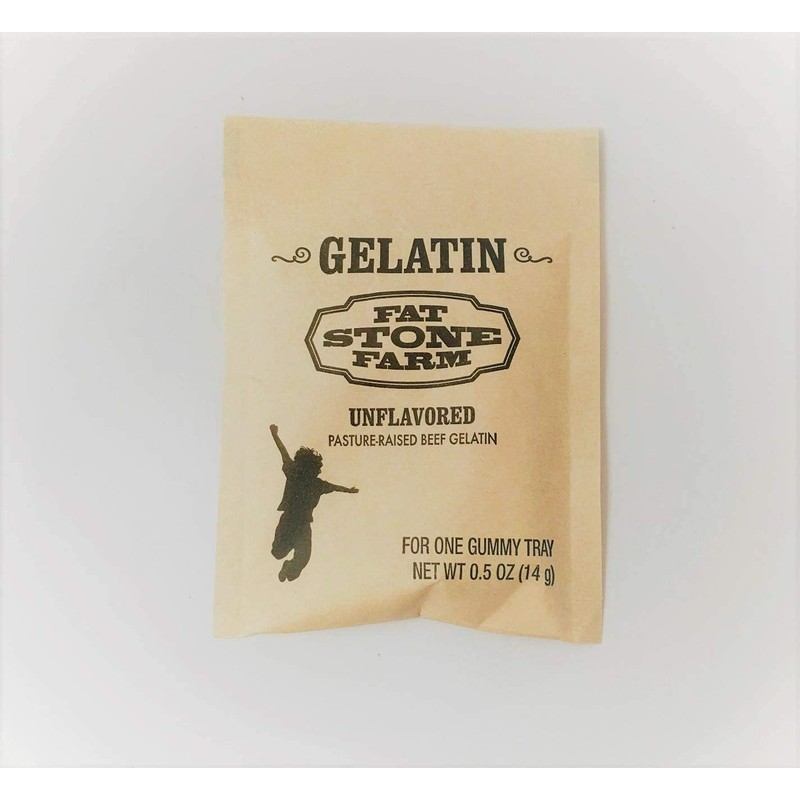 GELATIN
FAT
STONE
FARM
UNFLAVORED
PASTURE-RAISED BEEF GELATIN
FOR ONE GUMMY TRAY
NET WT 0.5 OZ (14 g)